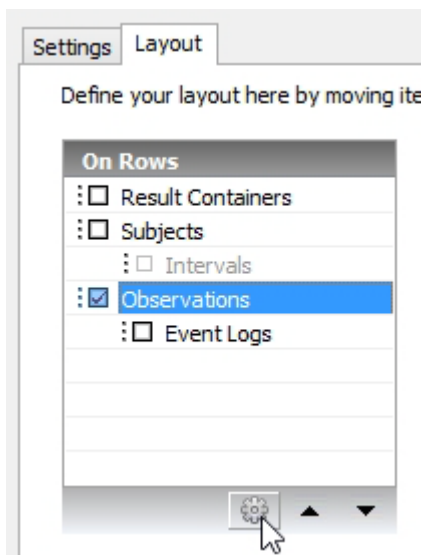 Settings Layout
Define your layout here by moving ite
On Rows
Result Containers
Subjects
Intervals
Observations
Event Logs